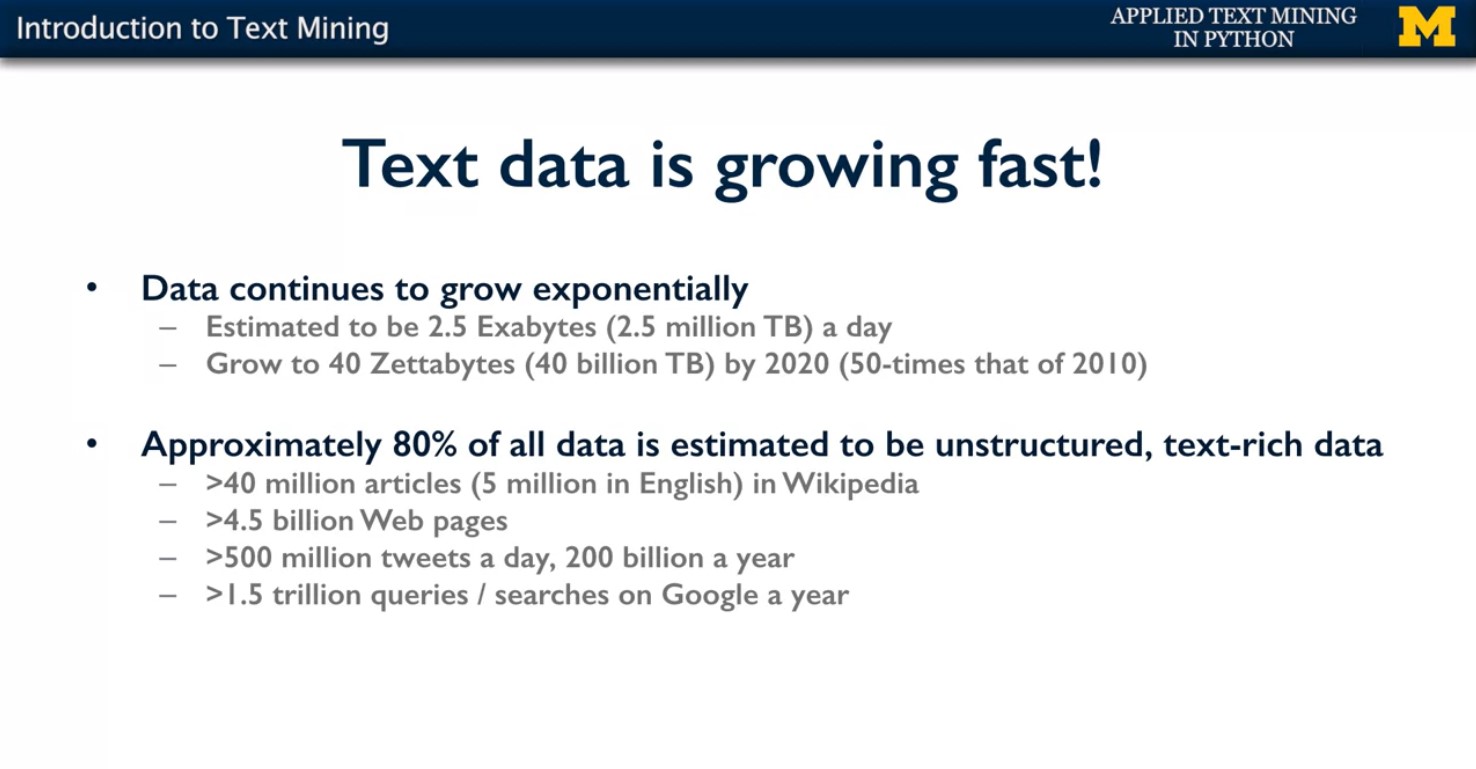 Introduction to Text Mining
APPLIED TEXT MINING
IN PYTHON
M
Text data is growing fast!
• Data continues to grow exponentially
– Estimated to be 2.5 Exabytes (2.5 million TB) a day
– Grow to 40 Zettabytes (40 billion TB) by 2020 (50-times that of 2010)
• Approximately 80% of all data is estimated to be unstructured, text-rich data
– >40 million articles (5 million in English) in Wikipedia
– >4.5 billion Web pages
– >500 million tweets a day, 200 billion a year
– >1.5 trillion queries / searches on Google a year